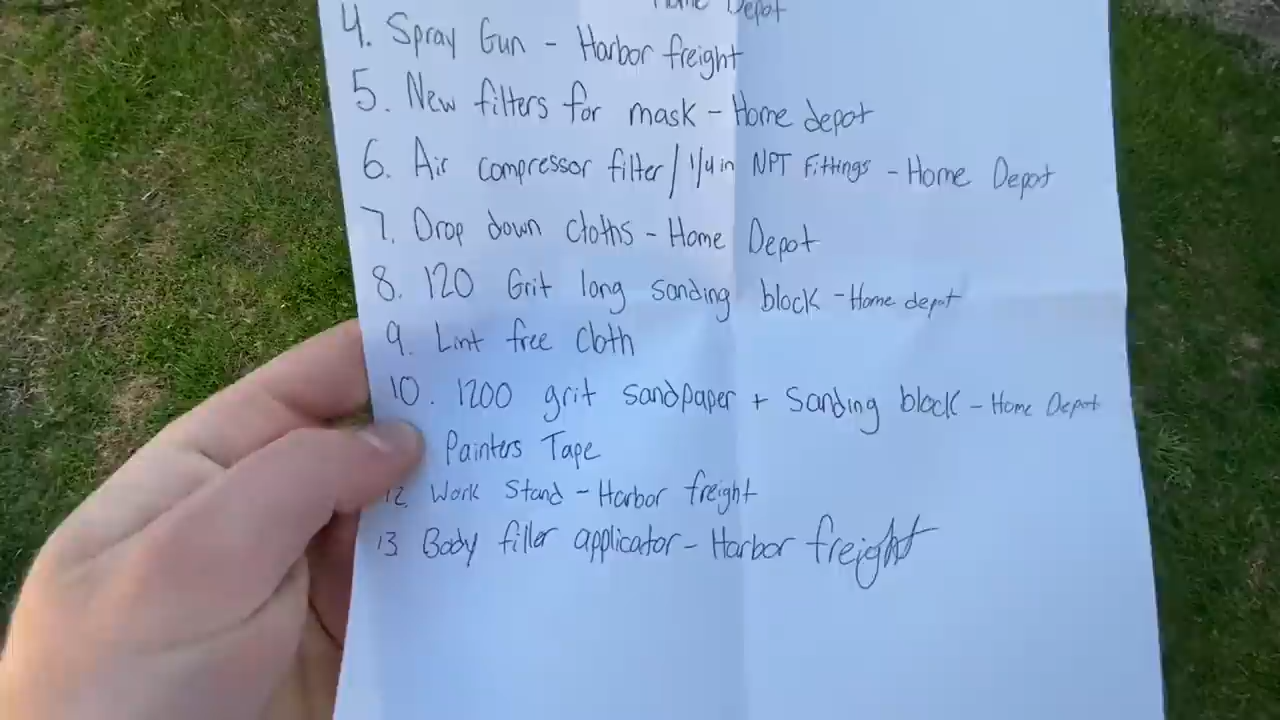 Home Depot
4. Spray Gun - Harbor freight
5. New filters for mask - Home depot
6. Air compressor filter / 1/4 in NPT Fittings - Home Depot
7. Drop down cloths - Home Depot
8. 120 Grit long sanding block - Home depot
9. Lint free cloth
10. 1200 grit sandpaper + Sanding block - Home Depot
Painters Tape
12. Work Stand - Harbor freight
13 Body filler applicator - Harbor freight